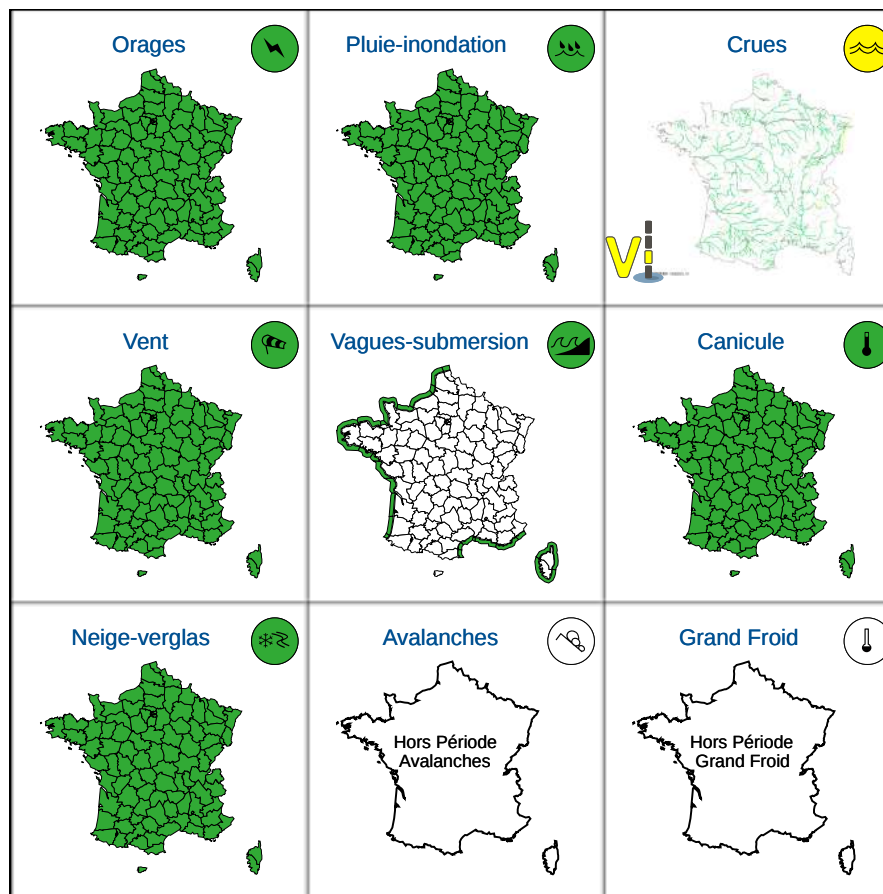 Orages
Pluie-inondation
Crues
Vi
Vent
Vagues-submersion
Canicule
Neige-verglas
Avalanches
Grand Froid
Hors Période
Avalanches
Hors Période
Grand Froid